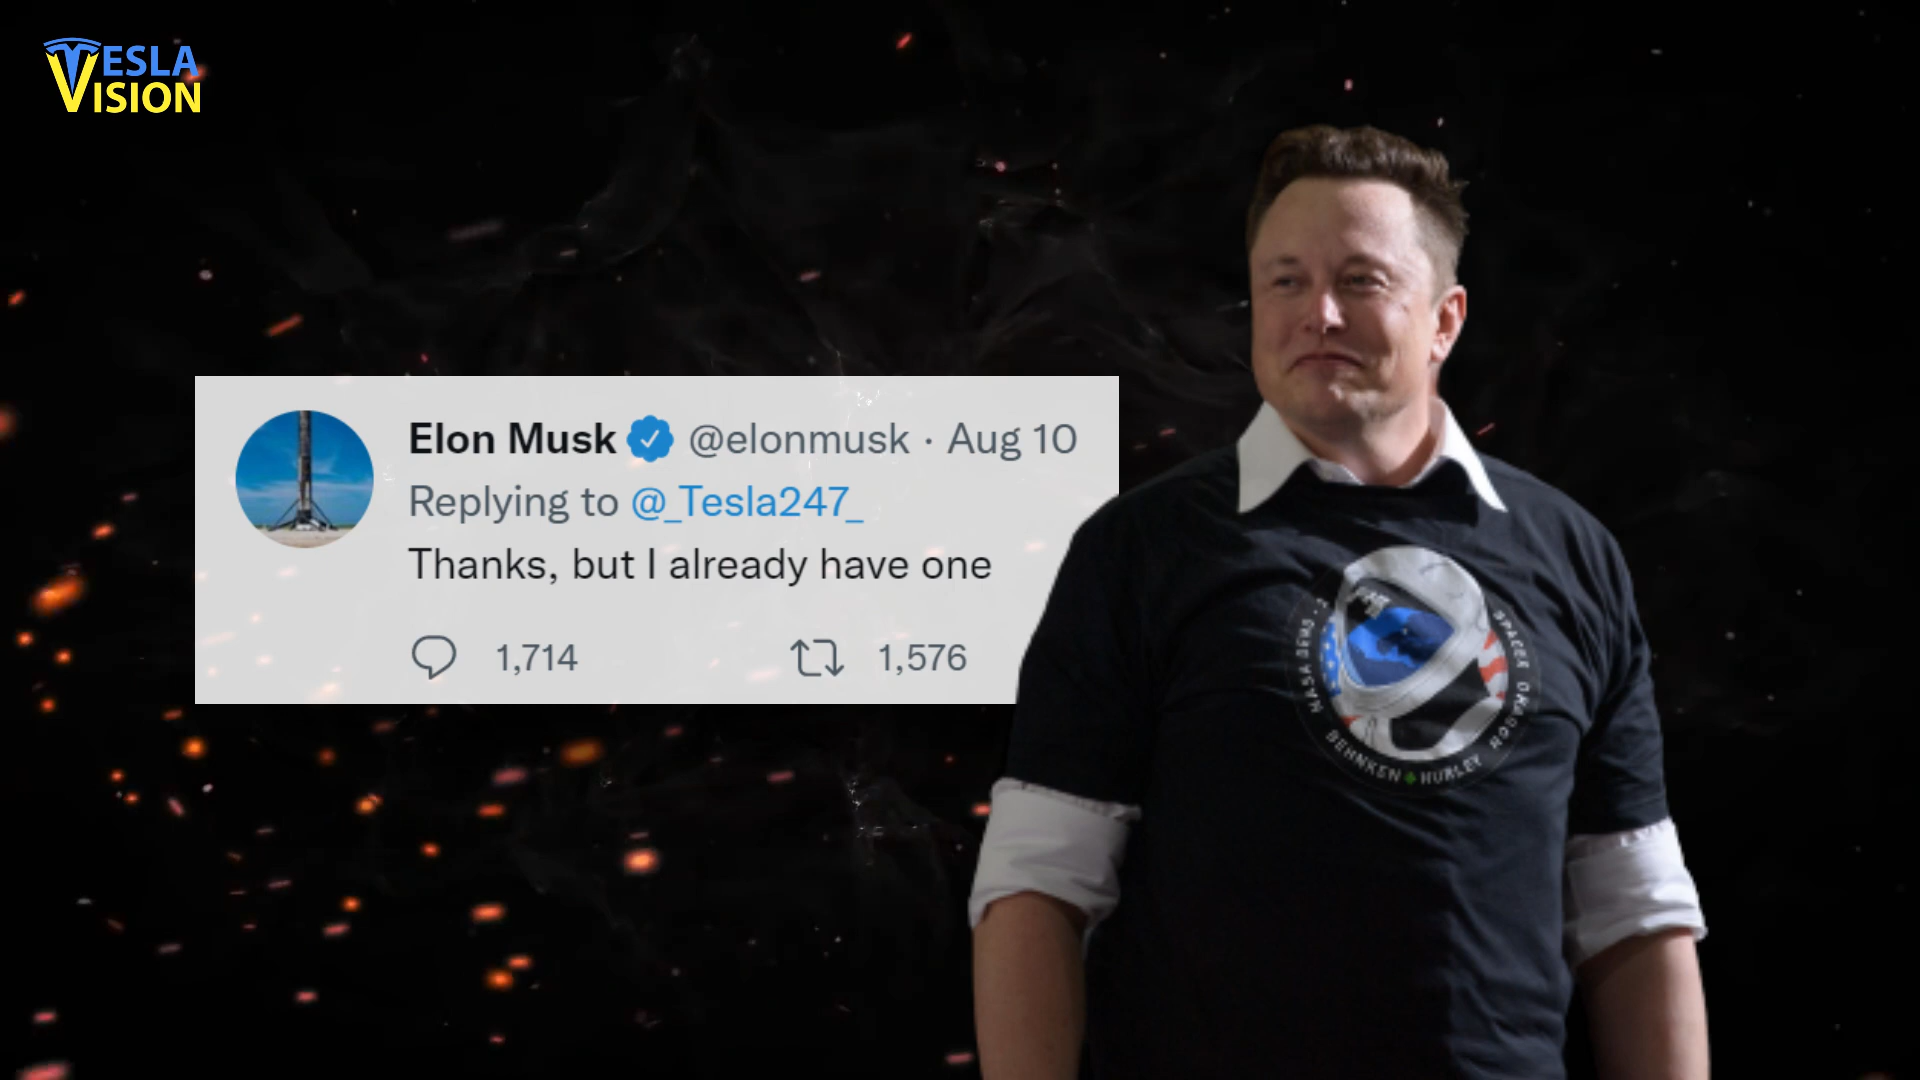 TESLA
VISION
Elon Musk @elonmusk · Aug 10
Replying to @_Tesla247_
Thanks, but I already have one
1,714 1,576
NASA
SPACEX DRAGON
BEHNKEN HURLEY